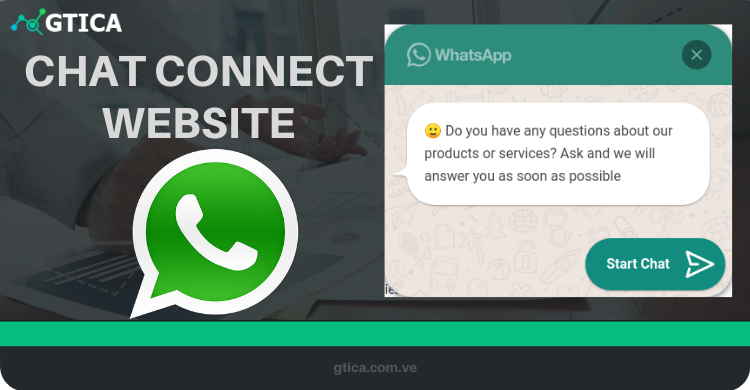 GTICA
CHAT CONNECT
WEBSITE
WhatsApp
🙂 Do you have any questions about our
products or services? Ask and we will
answer you as soon as possible
Start Chat
gtica.com.ve